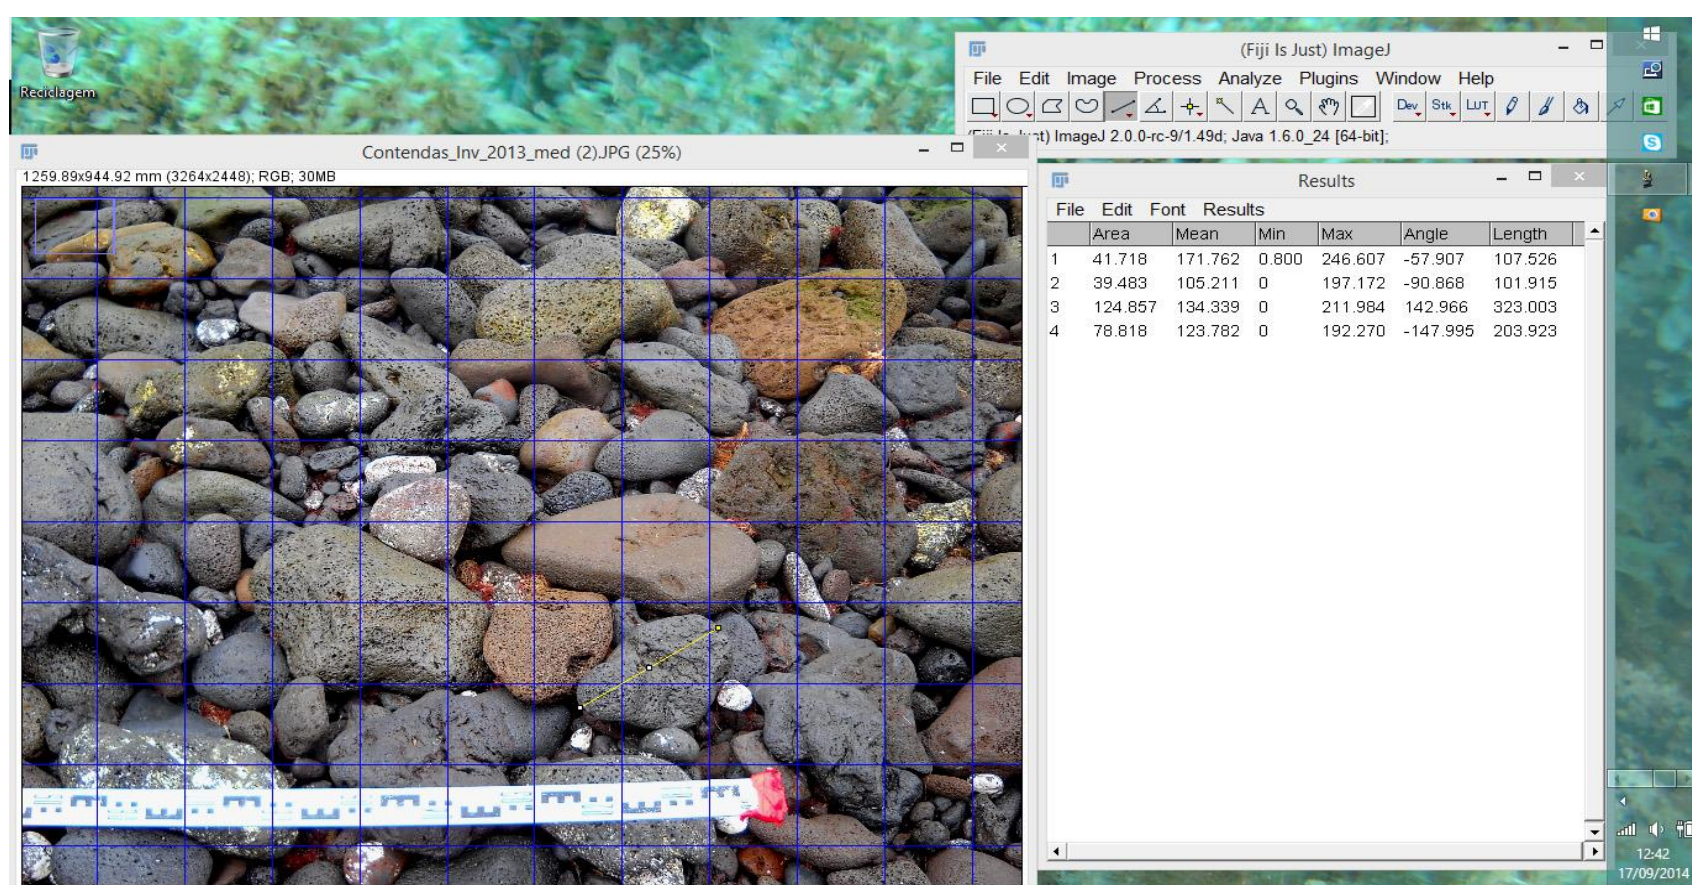 Reciclagem
(Fiji Is Just) ImageJ
File Edit Image Process Analyze Plugins Window Help
Dev Stk LUT
(Fiji Is Just) ImageJ 2.0.0-rc-9/1.49d; Java 1.6.0_24 [64-bit];
Contendas_Inv_2013_med (2).JPG (25%)
1259.89x944.92 mm (3264x2448); RGB; 30MB
Results
File Edit Font Results
Area Mean Min Max Angle Length
1 41.718 171.762 0.800 246.607 -57.907 107.526
2 39.483 105.211 0 197.172 -90.868 101.915
3 124.857 134.339 0 211.984 142.966 323.003
4 78.818 123.782 0 192.270 -147.995 203.923
12:42
17/09/2014